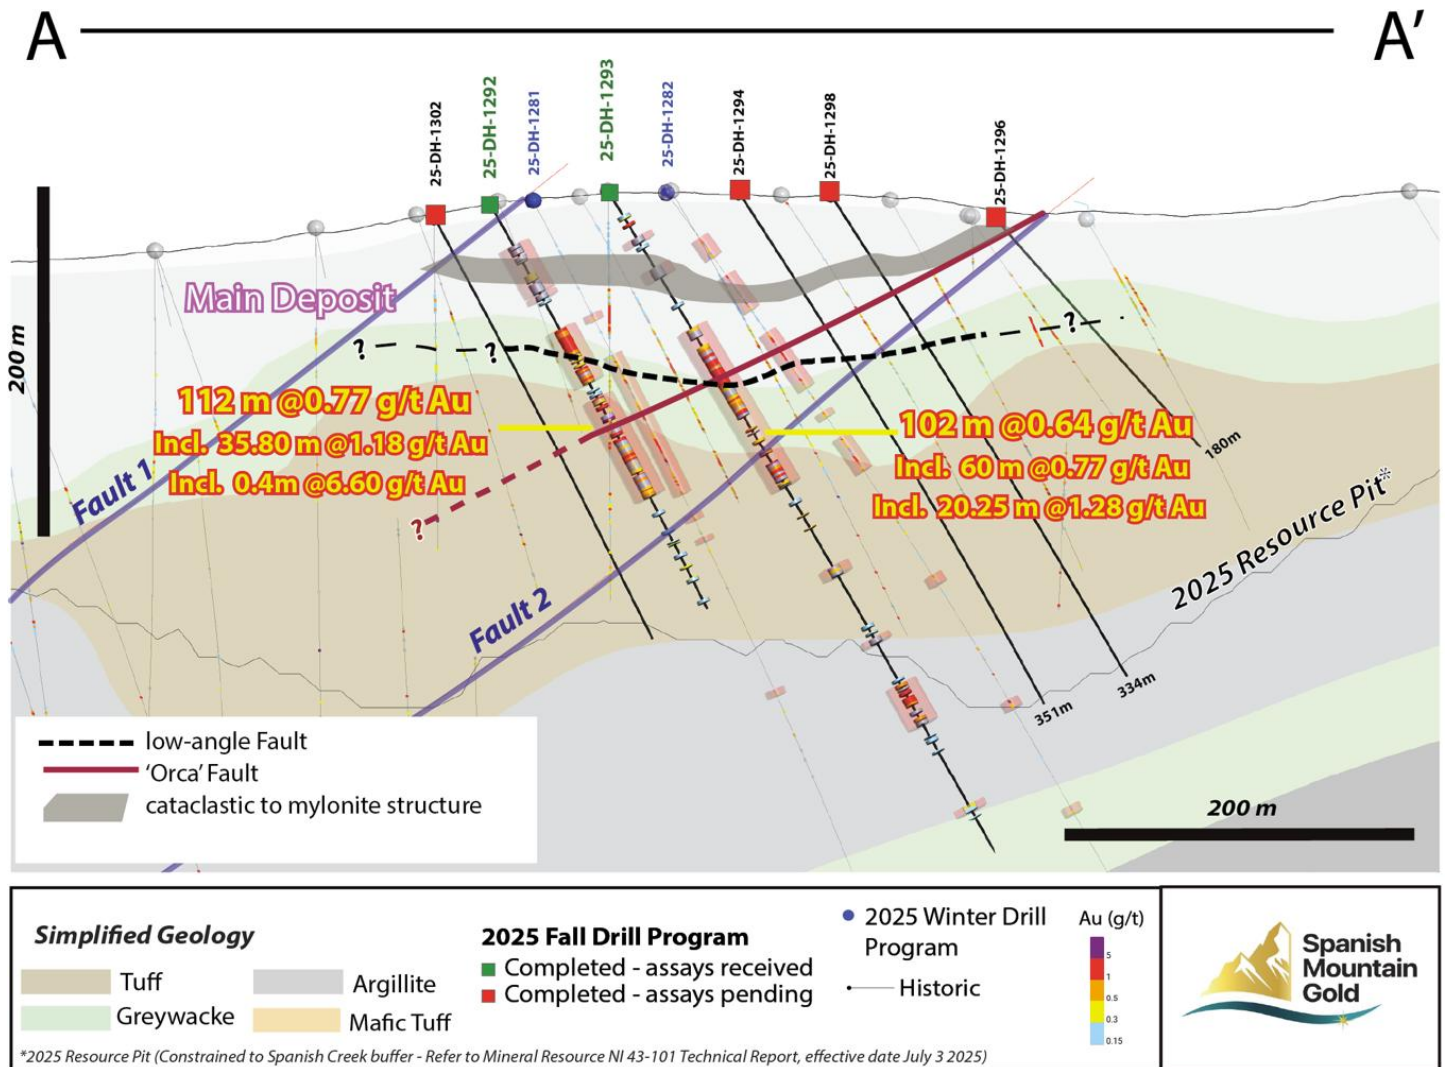 A
A′
25-DH-1302
25-DH-1292
25-DH-1281
25-DH-1293
25-DH-1282
25-DH-1294
25-DH-1298
25-DH-1296
200 m
Main Deposit
?
?
?
112 m @0.77 g/t Au
Incl. 35.80 m @1.18 g/t Au
Incl. 0.4m @6.60 g/t Au
102 m @0.64 g/t Au
Incl. 60 m @0.77 g/t Au
Incl. 20.25 m @1.28 g/t Au
180m
Fault 1
?
2025 Resource Pit*
Fault 2
334m
351m
low-angle Fault
'Orca' Fault
cataclastic to mylonite structure
200 m
Simplified Geology
Tuff
Argillite
Greywacke
Mafic Tuff
2025 Fall Drill Program
Completed - assays received
Completed - assays pending
2025 Winter Drill
Program
Historic
Au (g/t)
5
1
0.5
0.3
0.15
Spanish
Mountain
Gold
*2025 Resource Pit (Constrained to Spanish Creek buffer - Refer to Mineral Resource NI 43-101 Technical Report, effective date July 3 2025)